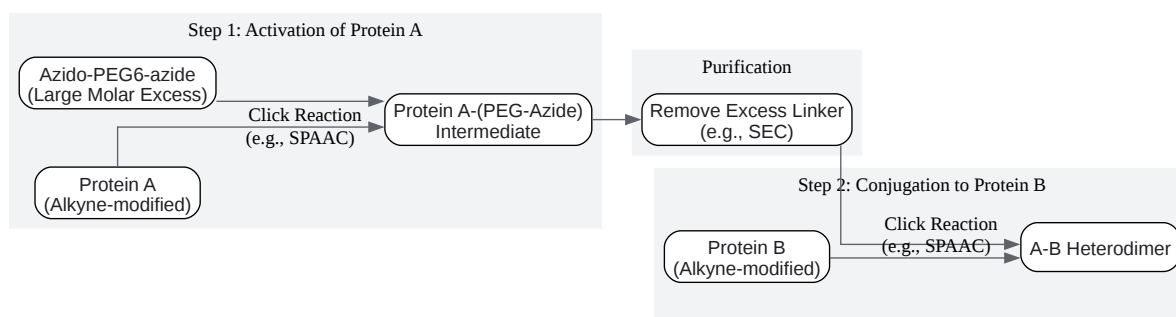 Step 1: Activation of Protein A
Azido-PEG6-azide
(Large Molar Excess)
Click Reaction
(e.g., SPAAC)
Protein A
(Alkyne-modified)
Protein A-(PEG-Azide)
Intermediate
Purification
Remove Excess Linker
(e.g., SEC)
Step 2: Conjugation to Protein B
Protein B
(Alkyne-modified)
Click Reaction
(e.g., SPAAC)
A-B Heterodimer